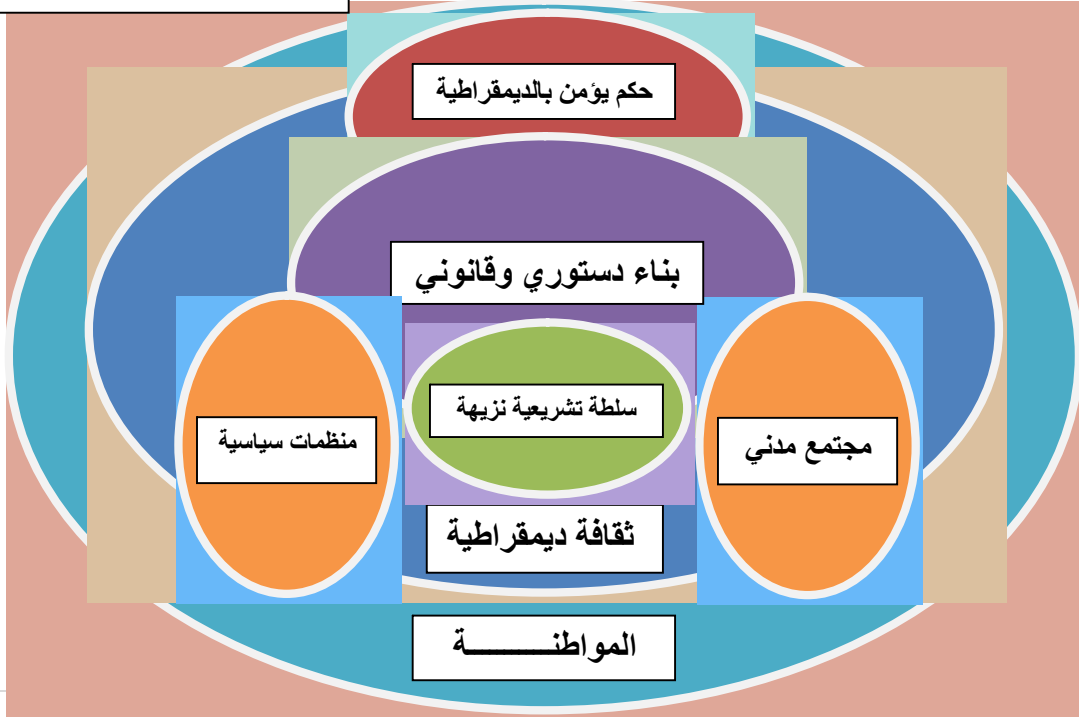 حكم يؤمن بالديمقراطية
بناء دستوري وقانوني
سلطة تشريعية نزيهة
مجتمع مدني
منظمات سياسية
ثقافة ديمقراطية
المواطنـــــــــة